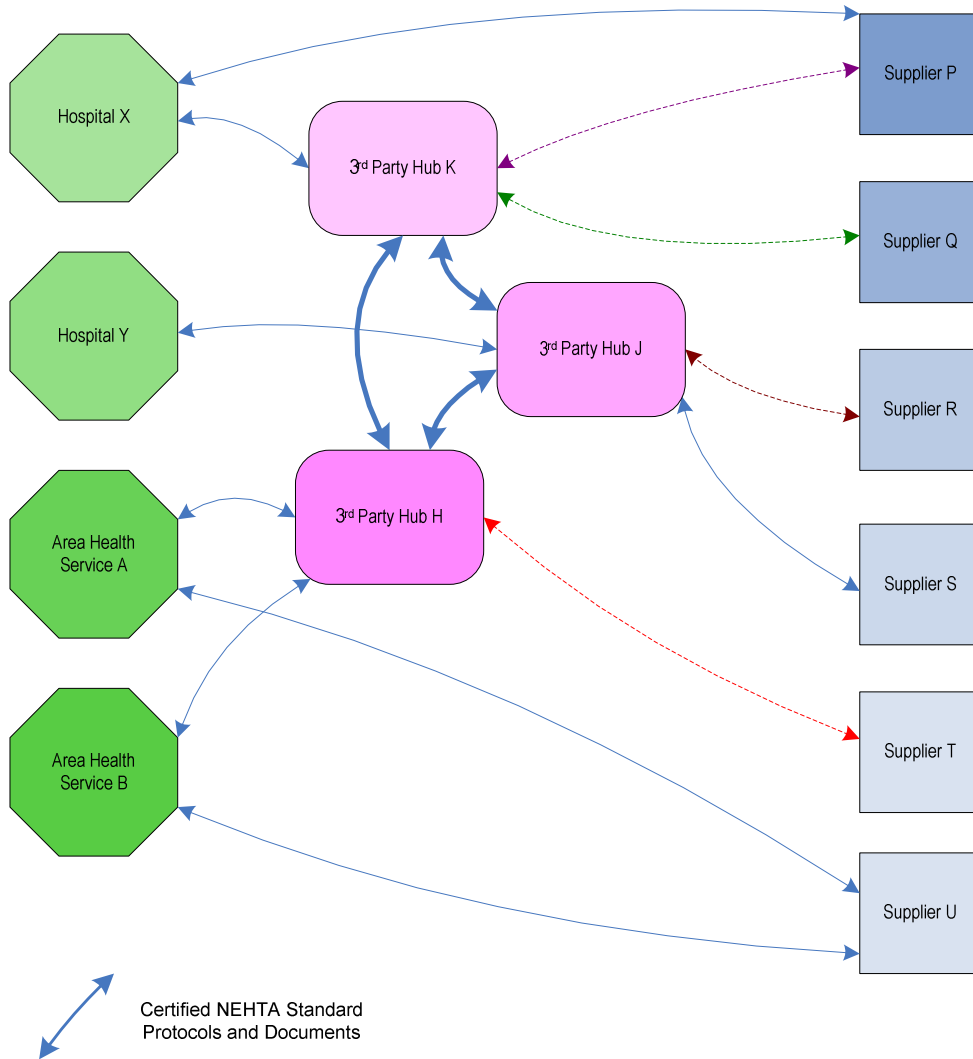 Hospital X
Supplier P
3rd Party Hub K
Supplier Q
Hospital Y
3rd Party Hub J
Supplier R
Area Health
Service A
3rd Party Hub H
Supplier S
Area Health
Service B
Supplier T
Supplier U
Certified NEHTA Standard
Protocols and Documents